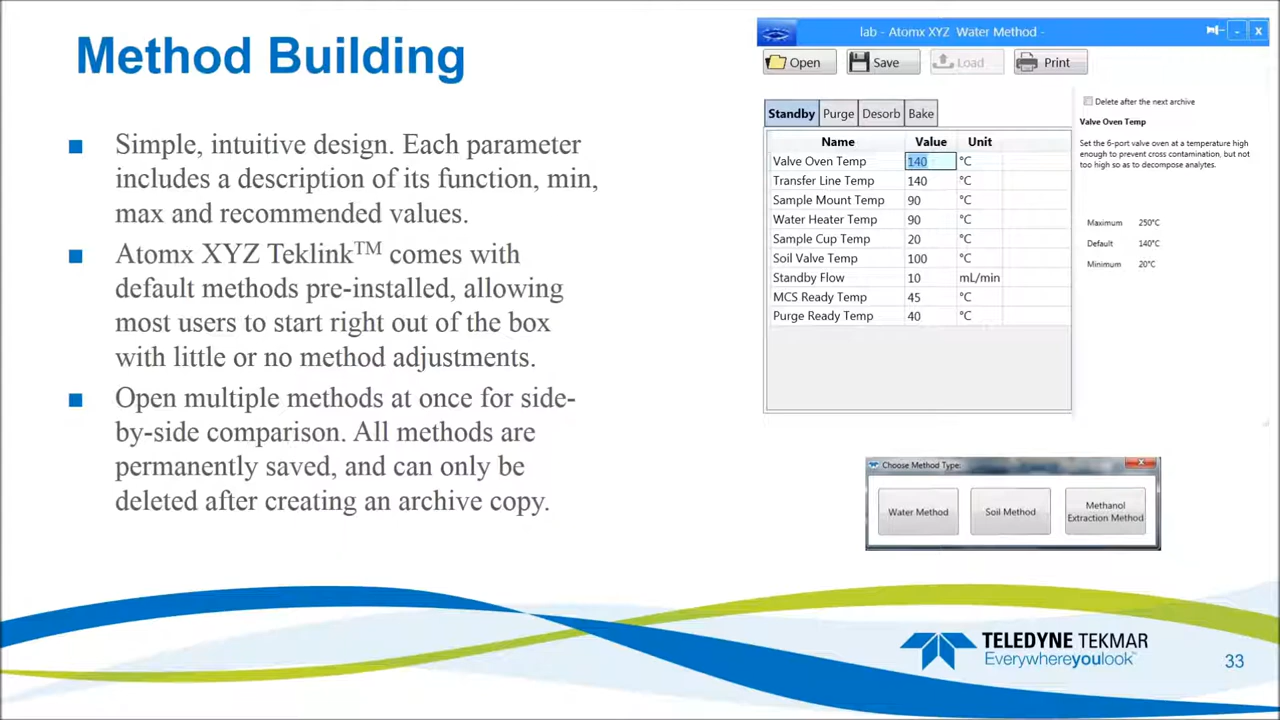 Method Building
■ Simple, intuitive design. Each parameter
includes a description of its function, min,
max and recommended values.
■ Atomx XYZ Teklink™ comes with
default methods pre-installed, allowing
most users to start right out of the box
with little or no method adjustments.
■ Open multiple methods at once for side-
by-side comparison. All methods are
permanently saved, and can only be
deleted after creating an archive copy.
lab - Atomx XYZ Water Method -
Open Save Load Print
Standby Purge Desorb Bake
Name Value Unit
Valve Oven Temp 140 °C
Transfer Line Temp 140 °C
Sample Mount Temp 90 °C
Water Heater Temp 90 °C
Sample Cup Temp 20 °C
Soil Valve Temp 100 °C
Standby Flow 10 mL/min
MCS Ready Temp 45 °C
Purge Ready Temp 40 °C
Delete after the next archive
Valve Oven Temp
Set the 6-port valve oven at a temperature high
enough to prevent cross contamination, but not
too high so as to decompose analytes.
Maximum 250°C
Default 140°C
Minimum 20°C
Choose Method Type:
Water Method
Soil Method
Methanol
Extraction Method
TELEDYNE TEKMAR
Everywhereyoulook™
33